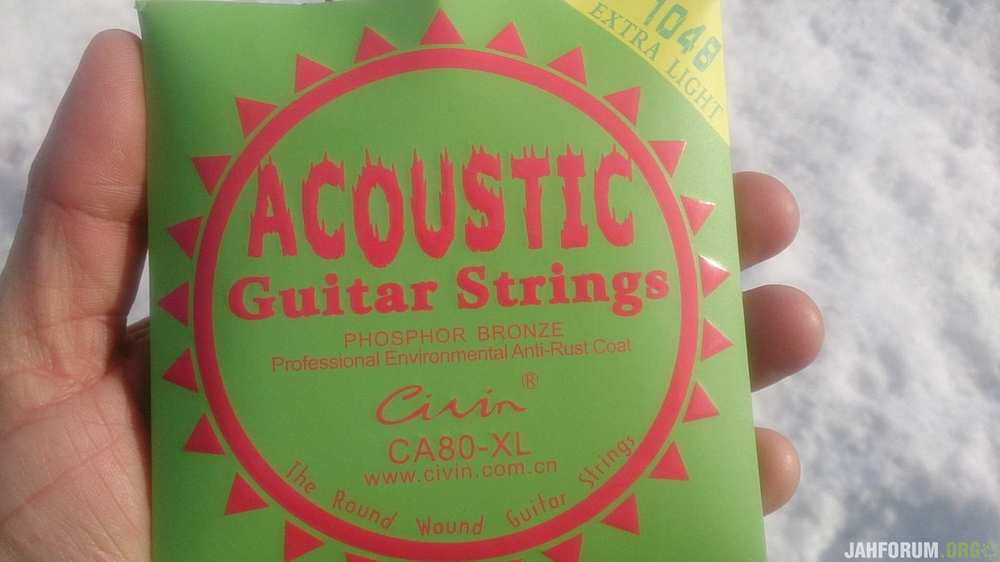 1048
EXTRA LIGHT
ACOUSTIC
Guitar Strings
PHOSPHOR BRONZE
Professional Environmental Anti-Rust Coat
Civin®
CA80-XL
www.civin.com.cn
The Round Wound Guitar Strings
JAHFORUM.ORG